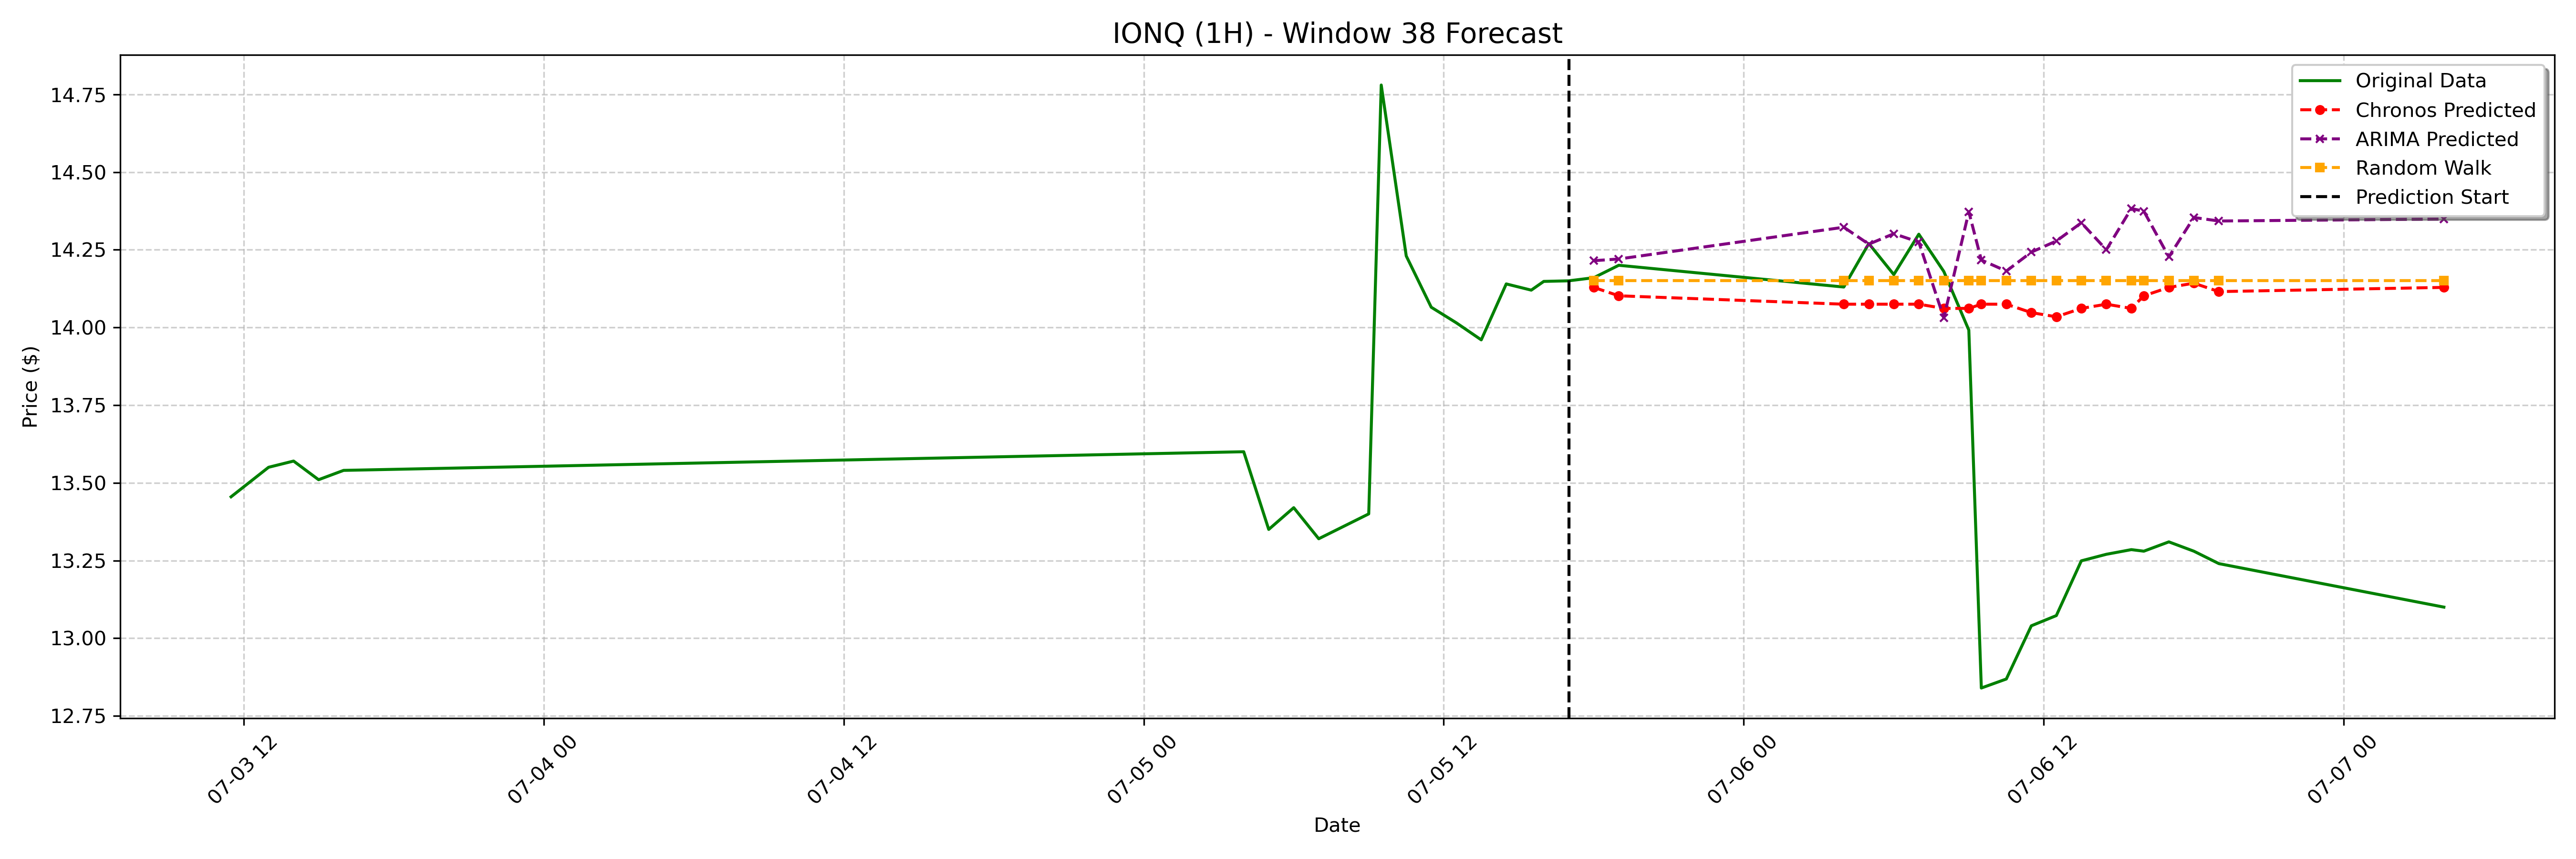 IONQ (1H) - Window 38 Forecast
Original Data
Chronos Predicted
ARIMA Predicted
Random Walk
Prediction Start
Price ($)
14.75
14.50
14.25
14.00
13.75
13.50
13.25
13.00
12.75
07-03 12
07-04 00
07-04 12
07-05 00
07-05 12
07-06 00
07-06 12
07-07 00
Date